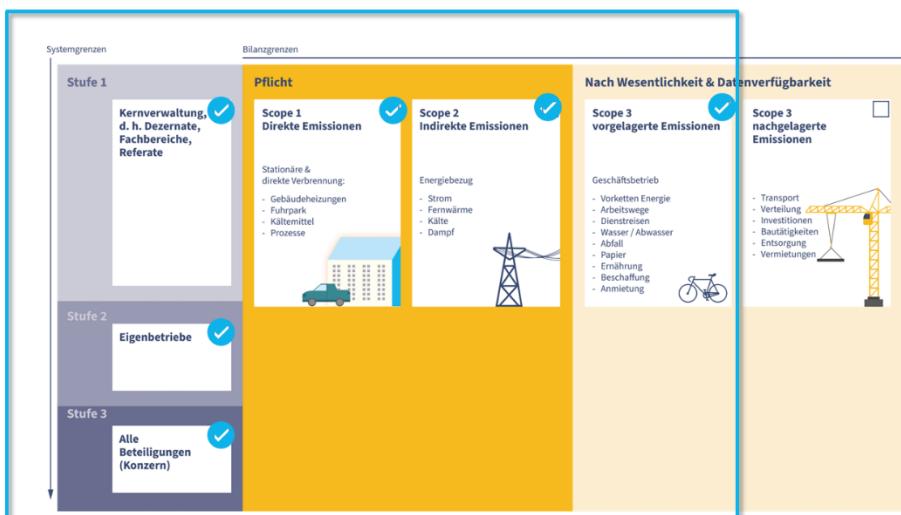 Systemgrenzen
Bilanzgrenzen
Stufe 1
Kernverwaltung,
d. h. Dezernate,
Fachbereiche,
Referate
Stufe 2
Eigenbetriebe
Stufe 3
Alle
Beteiligungen
(Konzern)
Pflicht
Scope 1
Direkte Emissionen
Stationäre &
direkte Verbrennung:
- Gebäudeheizungen
- Fuhrpark
- Kältemittel
- Prozesse
Scope 2
Indirekte Emissionen
Energiebezug
- Strom
- Fernwärme
- Kälte
- Dampf
Nach Wesentlichkeit & Datenverfügbarkeit
Scope 3
vorgelagerte Emissionen
Geschäftsbetrieb
- Vorketten Energie
- Arbeitswege
- Dienstreisen
- Wasser / Abwasser
- Abfall
- Papier
- Ernährung
- Beschaffung
- Anmietung
Scope 3
nachgelagerte
Emissionen
- Transport
- Verteilung
- Investitionen
- Bautätigkeiten
- Entsorgung
- Vermietungen